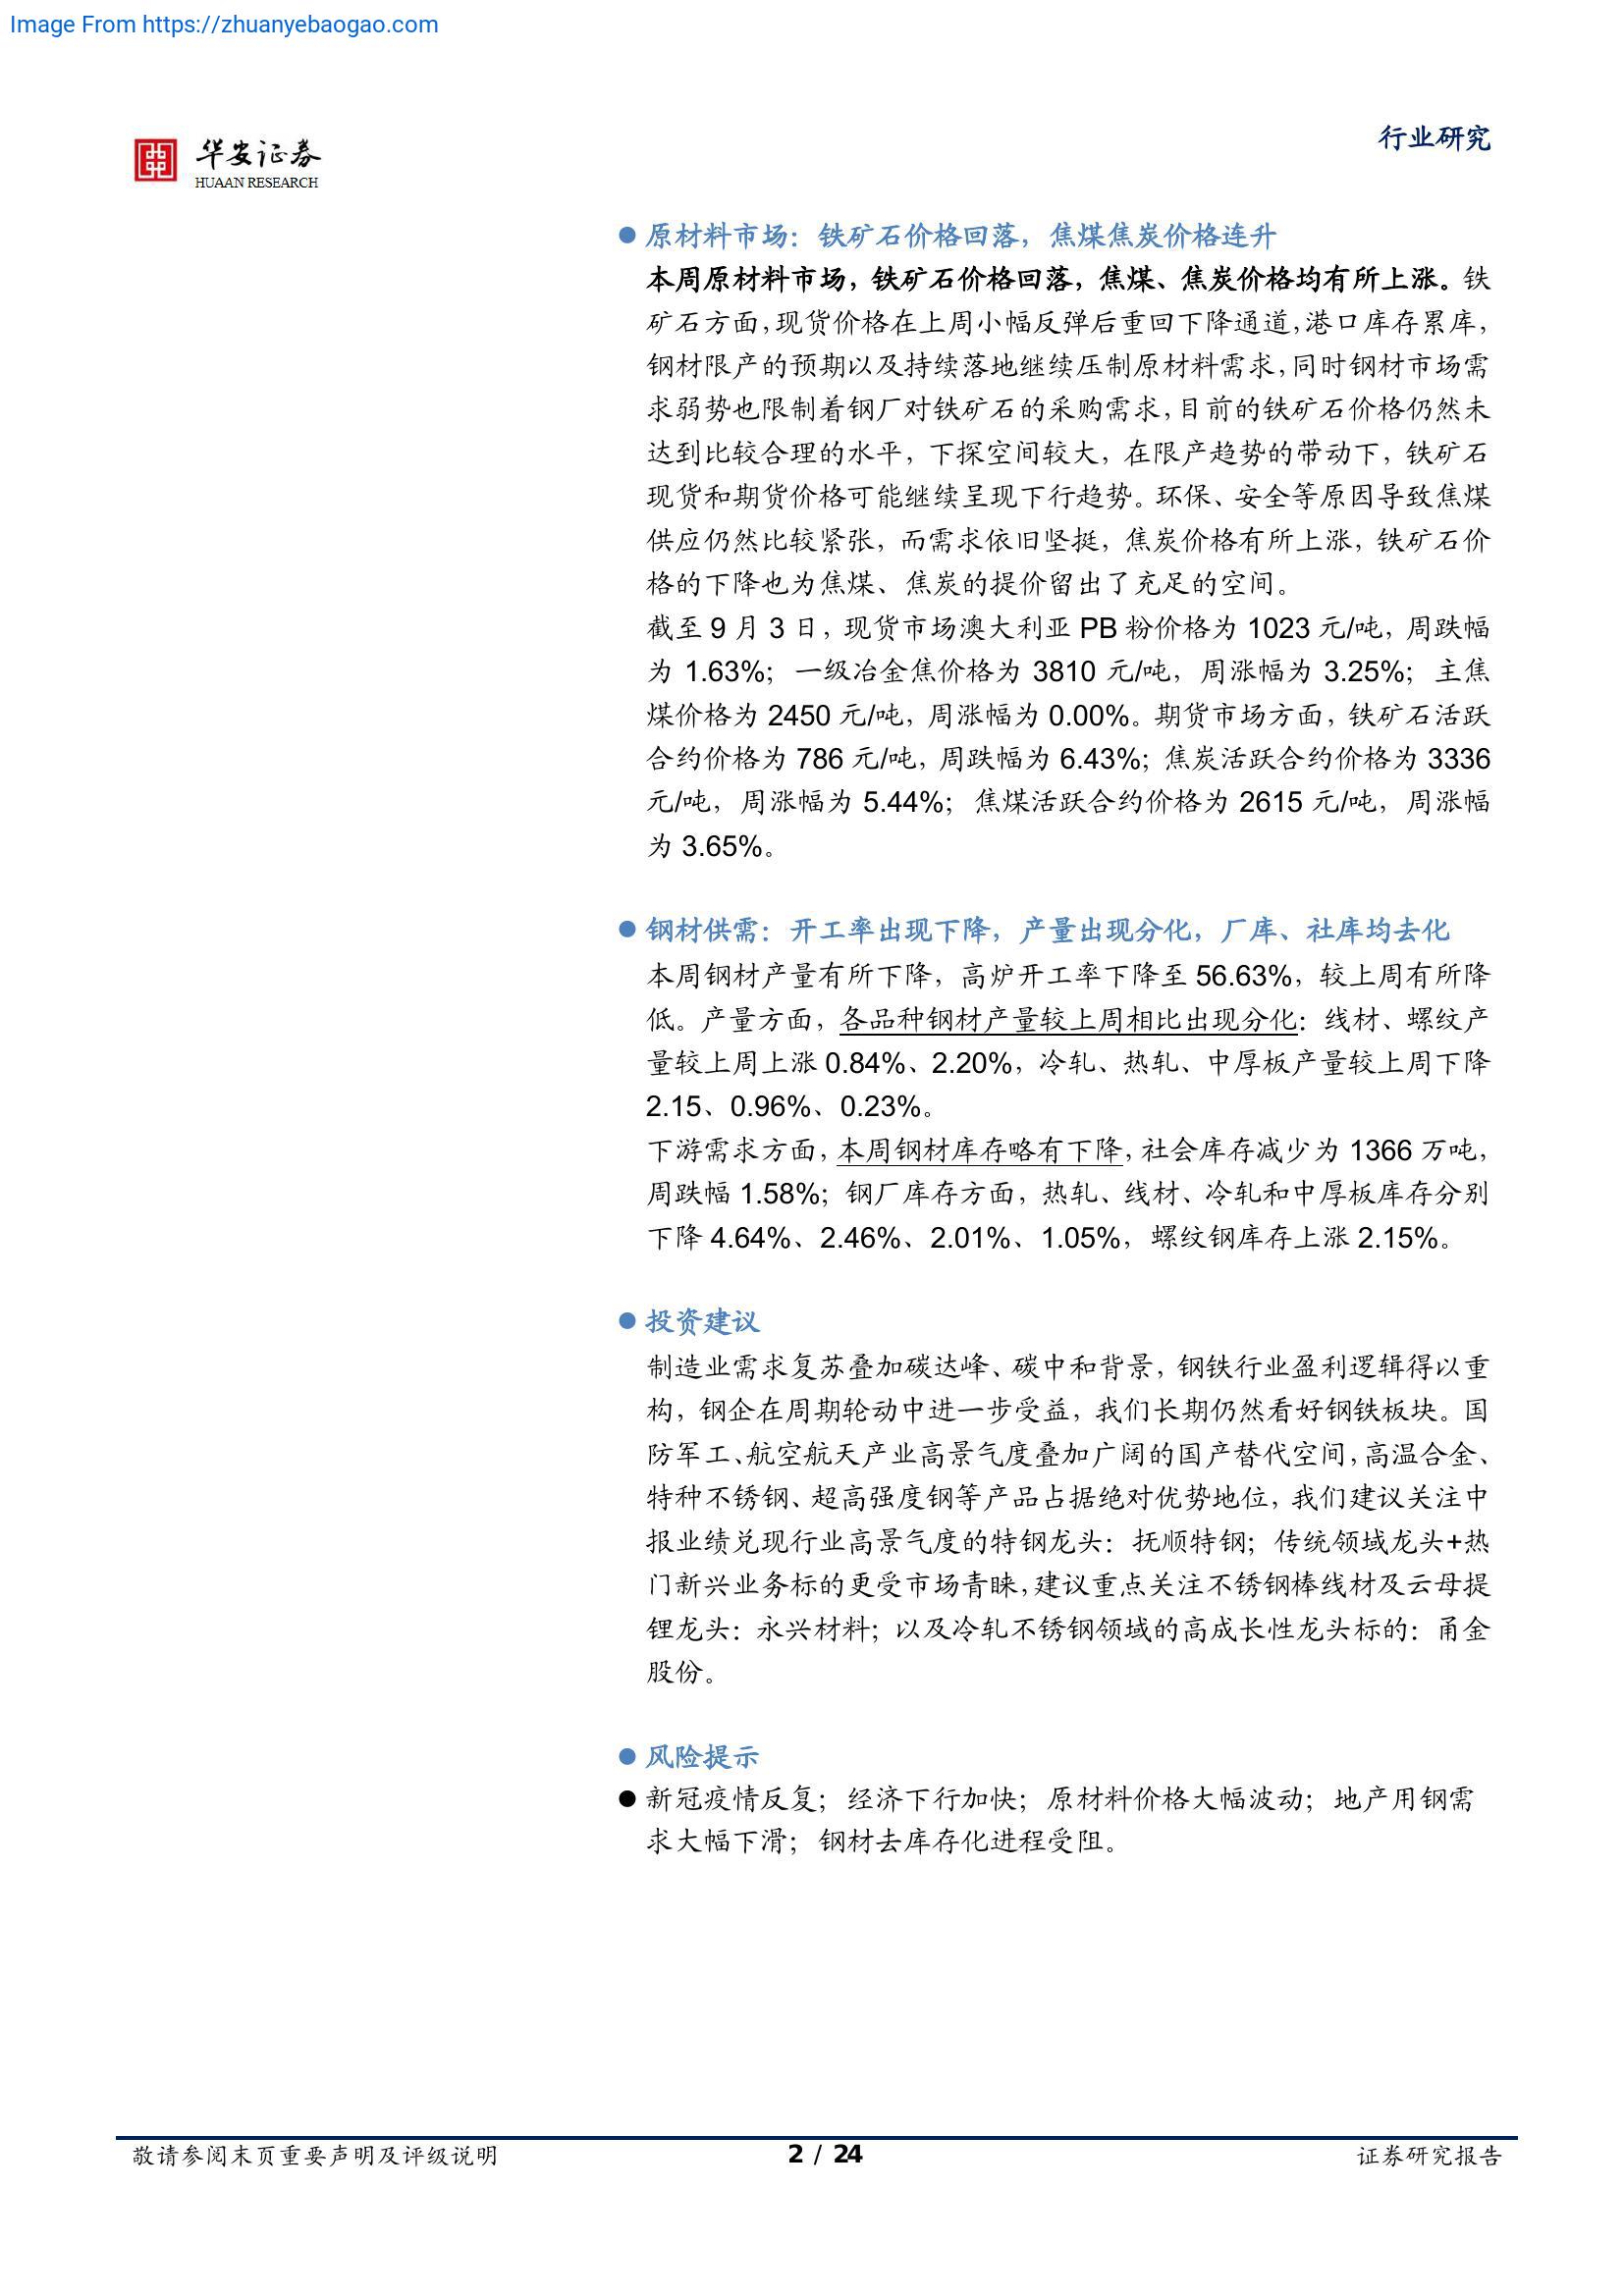 Image From https://zhuanyebaogao.com
华安证券
HUAAN RESEARCH
行业研究
● 原材料市场：铁矿石价格回落，焦煤焦炭价格连升
本周原材料市场，铁矿石价格回落，焦煤、焦炭价格均有所上涨。铁
矿石方面，现货价格在上周小幅反弹后重回下降通道，港口库存累库，
钢材限产的预期以及持续落地继续压制原材料需求，同时钢材市场需
求弱势也限制着钢厂对铁矿石的采购需求，目前的铁矿石价格仍然未
达到比较合理的水平，下探空间较大，在限产趋势的带动下，铁矿石
现货和期货价格可能继续呈现下行趋势。环保、安全等原因导致焦煤
供应仍然比较紧张，而需求依旧坚挺，焦炭价格有所上涨，铁矿石价
格的下降也为焦煤、焦炭的提价留出了充足的空间。
截至 9 月 3 日，现货市场澳大利亚 PB 粉价格为 1023 元/吨，周跌幅
为 1.63%；一级冶金焦价格为 3810 元/吨，周涨幅为 3.25%；主焦
煤价格为 2450 元/吨，周涨幅为 0.00%。期货市场方面，铁矿石活跃
合约价格为 786 元/吨，周跌幅为 6.43%；焦炭活跃合约价格为 3336
元/吨，周涨幅为 5.44%；焦煤活跃合约价格为 2615 元/吨，周涨幅
为 3.65%。
● 钢材供需：开工率出现下降，产量出现分化，厂库、社库均去化
本周钢材产量有所下降，高炉开工率下降至 56.63%，较上周有所降
低。产量方面，各品种钢材产量较上周相比出现分化：线材、螺纹产
量较上周上涨 0.84%、2.20%，冷轧、热轧、中厚板产量较上周下降
2.15、0.96%、0.23%。
下游需求方面，本周钢材库存略有下降，社会库存减少为 1366 万吨，
周跌幅 1.58%；钢厂库存方面，热轧、线材、冷轧和中厚板库存分别
下降 4.64%、2.46%、2.01%、1.05%，螺纹钢库存上涨 2.15%。
● 投资建议
制造业需求复苏叠加碳达峰、碳中和背景，钢铁行业盈利逻辑得以重
构，钢企在周期轮动中进一步受益，我们长期仍然看好钢铁板块。国
防军工、航空航天产业高景气度叠加广阔的国产替代空间，高温合金、
特种不锈钢、超高强度钢等产品占据绝对优势地位，我们建议关注中
报业绩兑现行业高景气度的特钢龙头：抚顺特钢；传统领域龙头+热
门新兴业务标的更受市场青睐，建议重点关注不锈钢棒线材及云母提
锂龙头：永兴材料；以及冷轧不锈钢领域的高成长性龙头标的：甬金
股份。
● 风险提示
● 新冠疫情反复；经济下行加快；原材料价格大幅波动；地产用钢需
求大幅下滑；钢材去库存化进程受阻。
敬请参阅末页重要声明及评级说明
2 / 24
证券研究报告